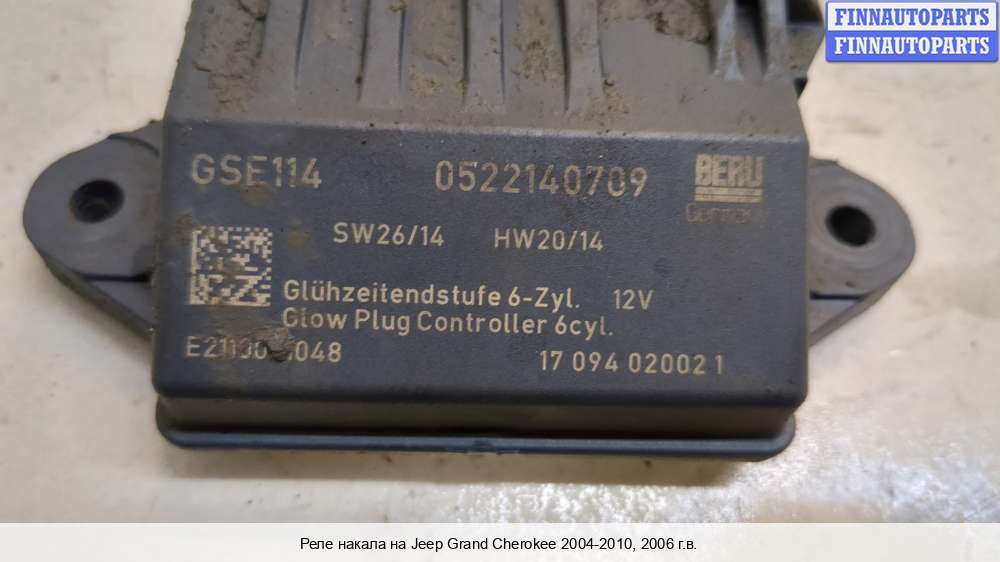 FINNAUTOPARTS
FINNAUTOPARTS
GSE114 0522140709 BERU
Germany
SW26/14 HW20/14
Glühzeitendstufe 6-Zyl. 12V
Glow Plug Controller 6cyl.
17 094 02002 1
Реле накала на Jeep Grand Cherokee 2004-2010, 2006 г.в.